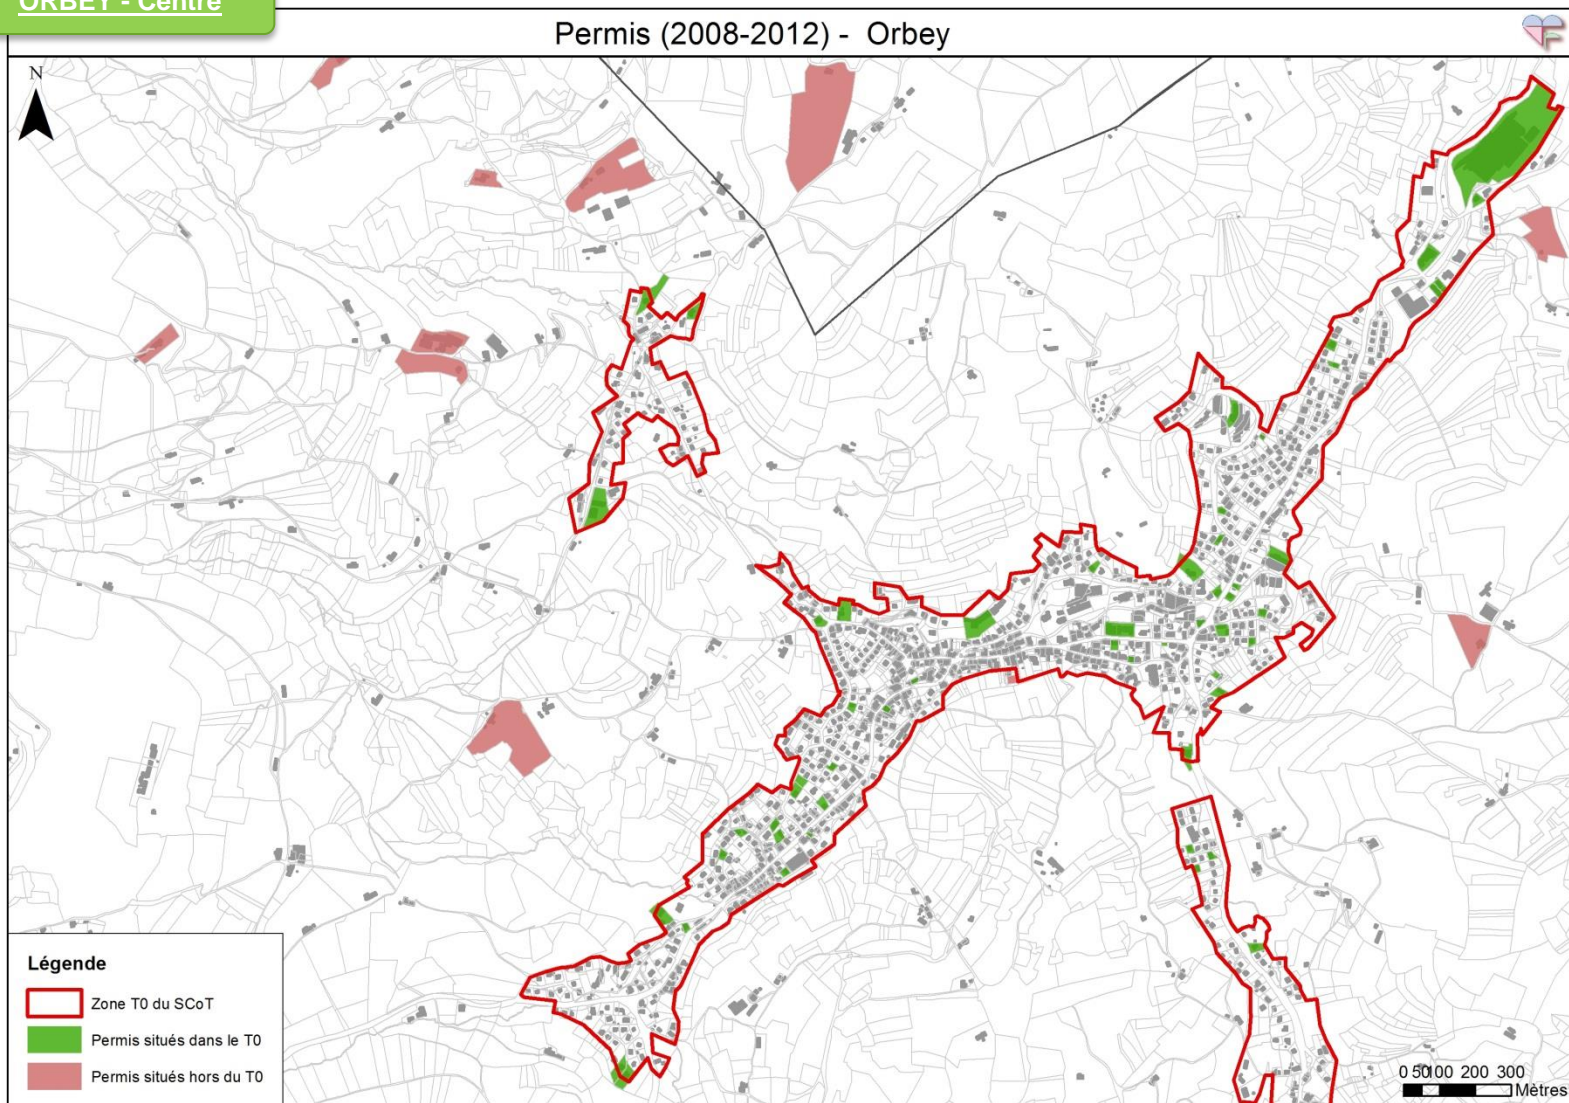 ORBEY - Centre
Permis (2008-2012) - Orbey
N
Légende
Zone T0 du SCoT
Permis situés dans le T0
Permis situés hors du T0
0 50100 200 300
Mètres